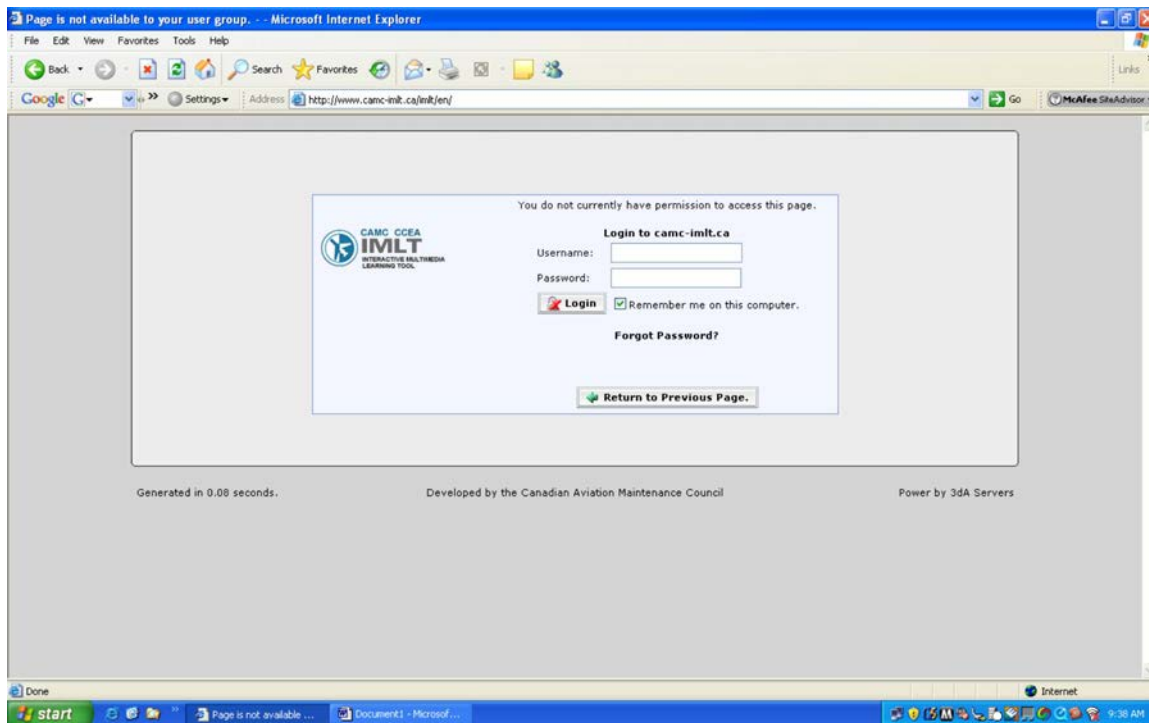 Page is not available to your user group. - - Microsoft Internet Explorer
File Edit View Favorites Tools Help
Back Search Favorites Links
Google G Settings Address http://www.camc-imlt.ca/imlt/en/ Go McAfee SiteAdvisor
You do not currently have permission to access this page.
CAMC CCEA
IMLT
INTERACTIVE MULTIMEDIA
LEARNING TOOL
Login to camc-imlt.ca
Username:
Password:
Login Remember me on this computer.
Forgot Password?
Return to Previous Page.
Generated in 0.08 seconds. Developed by the Canadian Aviation Maintenance Council Power by 3dA Servers
Done Internet
start Page is not available ... Document1 - Microsof... 9:38 AM